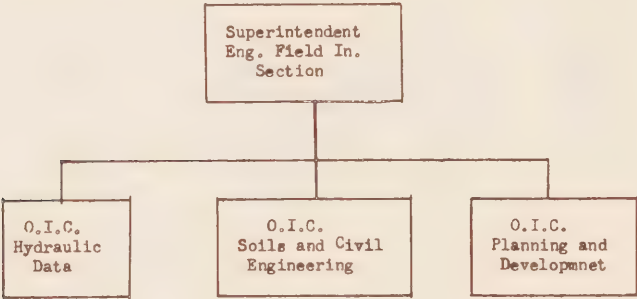 Superintendent
Eng. Field In.
Section
O.I.C.
Hydraulic
Data
O.I.C.
Soils and Civil
Engineering
O.I.C.
Planning and
Developmnet